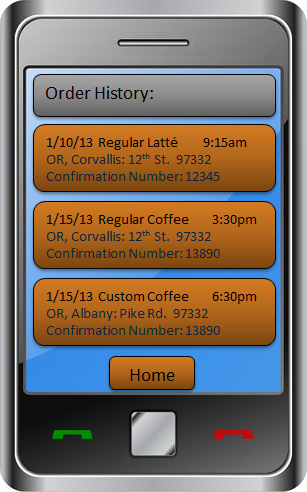 Order History:
1/10/13 Regular Latté 9:15am
OR, Corvallis: 12th St. 97332
Confirmation Number: 12345
1/15/13 Regular Coffee 3:30pm
OR, Corvallis: 12th St. 97332
Confirmation Number: 13890
1/15/13 Custom Coffee 6:30pm
OR, Albany: Pike Rd. 97332
Confirmation Number: 13890
Home